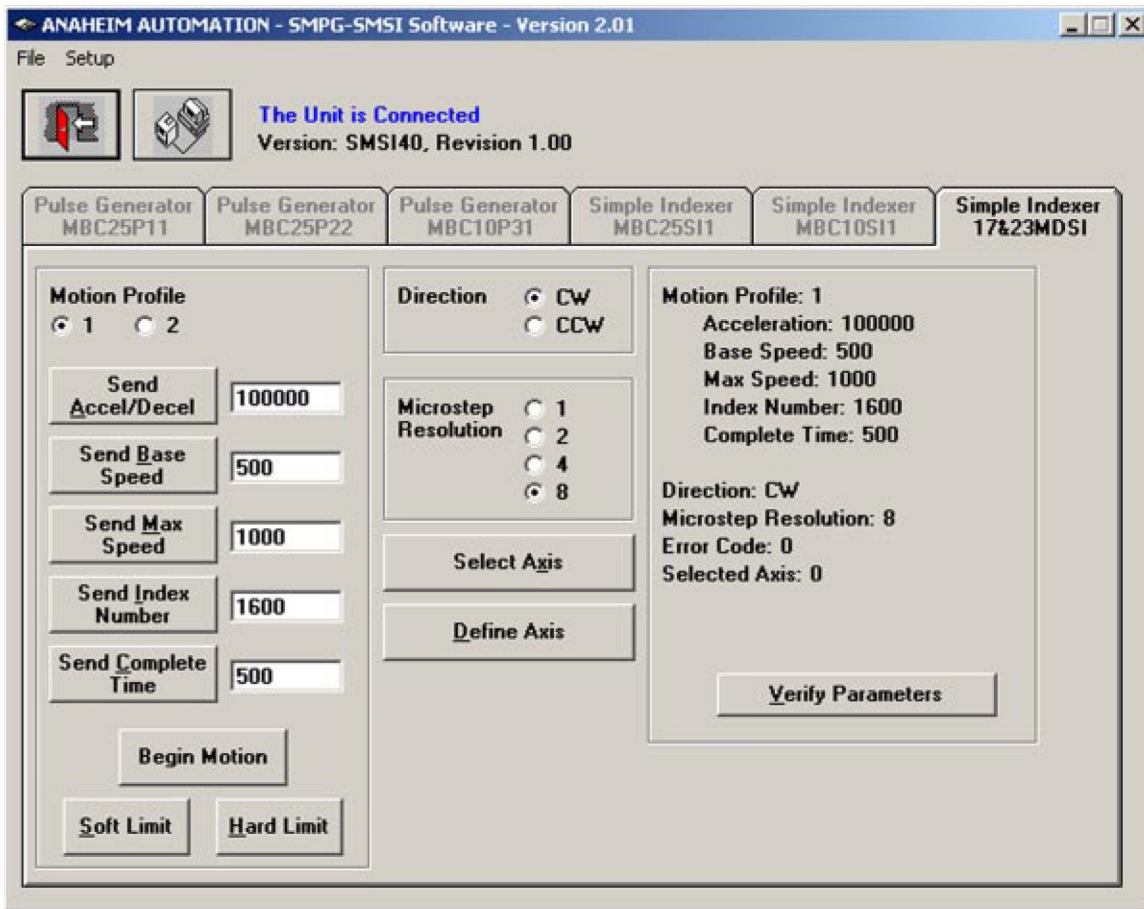 ANAHEIM AUTOMATION - SMPG-SMSI Software - Version 2.01
File Setup
The Unit is Connected
Version: SMSI40, Revision 1.00
Pulse Generator
MBC25P11
Pulse Generator
MBC25P22
Pulse Generator
MBC10P31
Simple Indexer
MBC25SI1
Simple Indexer
MBC10SI1
Simple Indexer
17&23MDSI
Motion Profile
1 2
Send
Accel/Decel
100000
Send Base
Speed
500
Send Max
Speed
1000
Send Index
Number
1600
Send Complete
Time
500
Begin Motion
Soft Limit
Hard Limit
Direction
CW
CCW
Microstep
Resolution
1
2
4
8
Select Axis
Define Axis
Motion Profile: 1
Acceleration: 100000
Base Speed: 500
Max Speed: 1000
Index Number: 1600
Complete Time: 500
Direction: CW
Microstep Resolution: 8
Error Code: 0
Selected Axis: 0
Verify Parameters